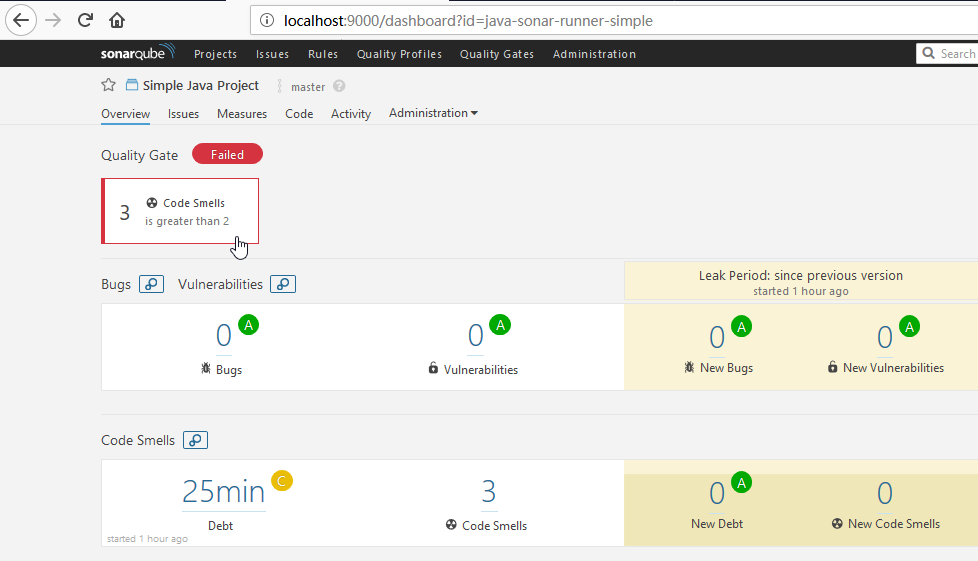 localhost:9000/dashboard?id=java-sonar-runner-simple
sonarqube Projects Issues Rules Quality Profiles Quality Gates Administration Search
Simple Java Project master ?
Overview Issues Measures Code Activity Administration
Quality Gate Failed
3 Code Smells
is greater than 2
Bugs Vulnerabilities
Leak Period: since previous version
started 1 hour ago
0 A 0 A 0 A 0 A
Bugs Vulnerabilities New Bugs New Vulnerabilities
Code Smells
25min C 3 0 A 0
Debt Code Smells New Debt New Code Smells
started 1 hour ago